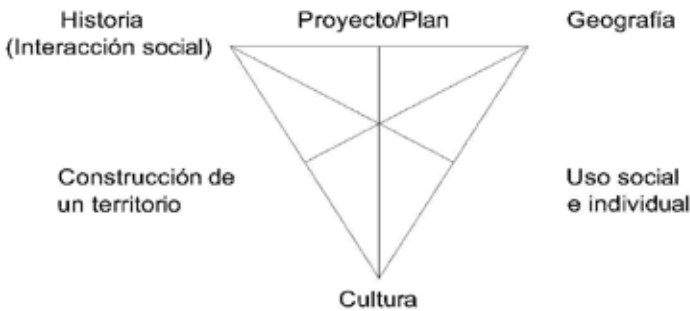 Historia
(Interacción social)
Proyecto/Plan
Geografía
Construcción de
un territorio
Uso social
e individual
Cultura